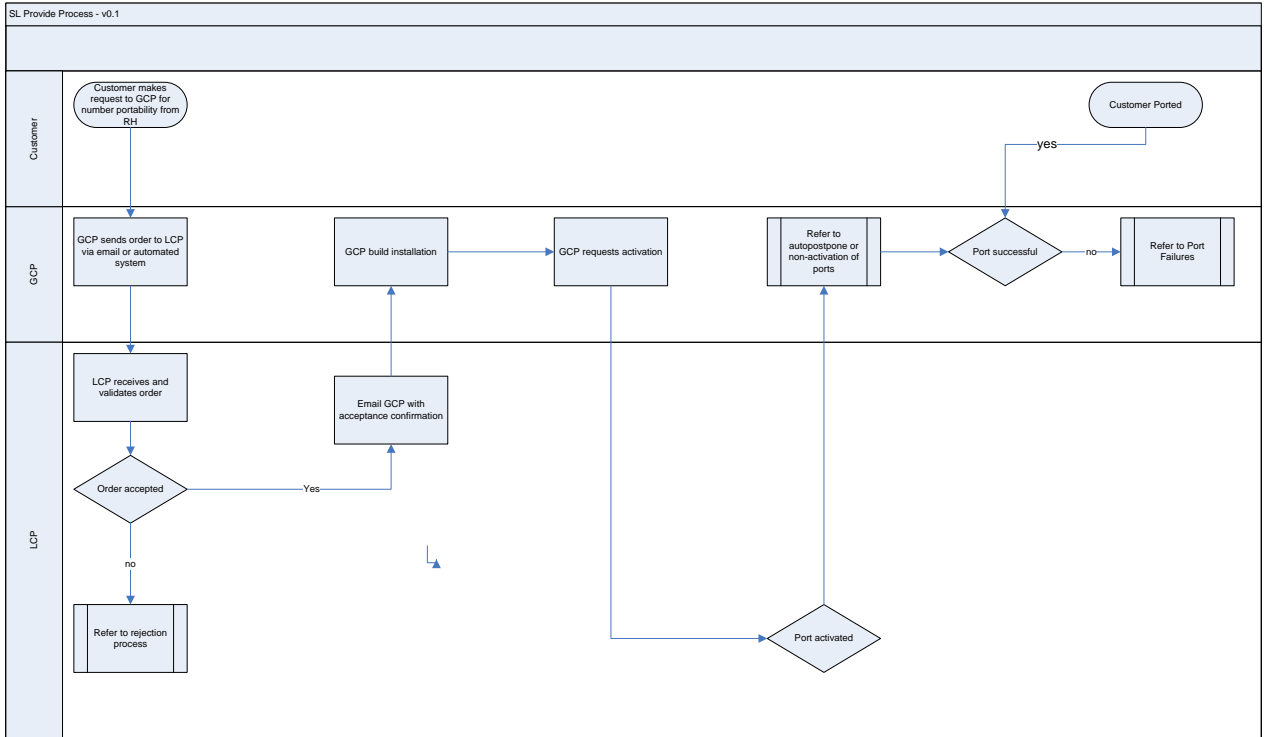 SL Provide Process - v0.1
Customer
Customer makes
request to GCP for
number portability from
RH
Customer Ported
yes
GCP
GCP sends order to LCP
via email or automated
system
GCP build installation
GCP requests activation
Refer to
autopostpone or
non-activation of
ports
Port successful
no
Refer to Port
Failures
LCP
LCP receives and
validates order
Email GCP with
acceptance confirmation
Order accepted
Yes
no
Refer to rejection
process
Port activated